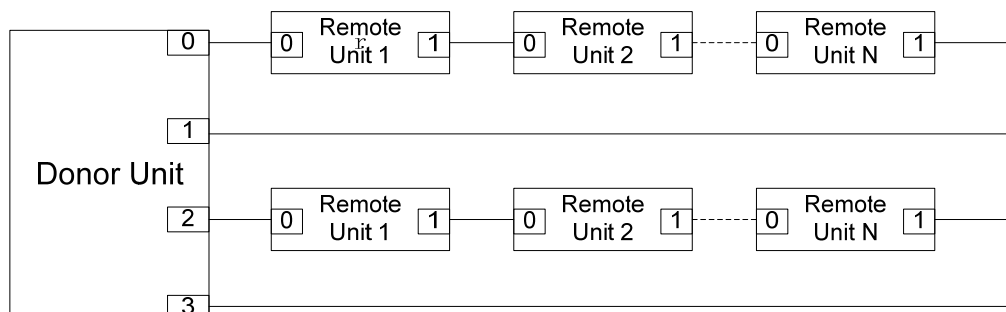 0
0 Remote Unit 1 1
r
0 Remote Unit 2 1
0 Remote Unit N 1
1
Donor Unit
2
0 Remote Unit 1 1
0 Remote Unit 2 1
0 Remote Unit N 1
3